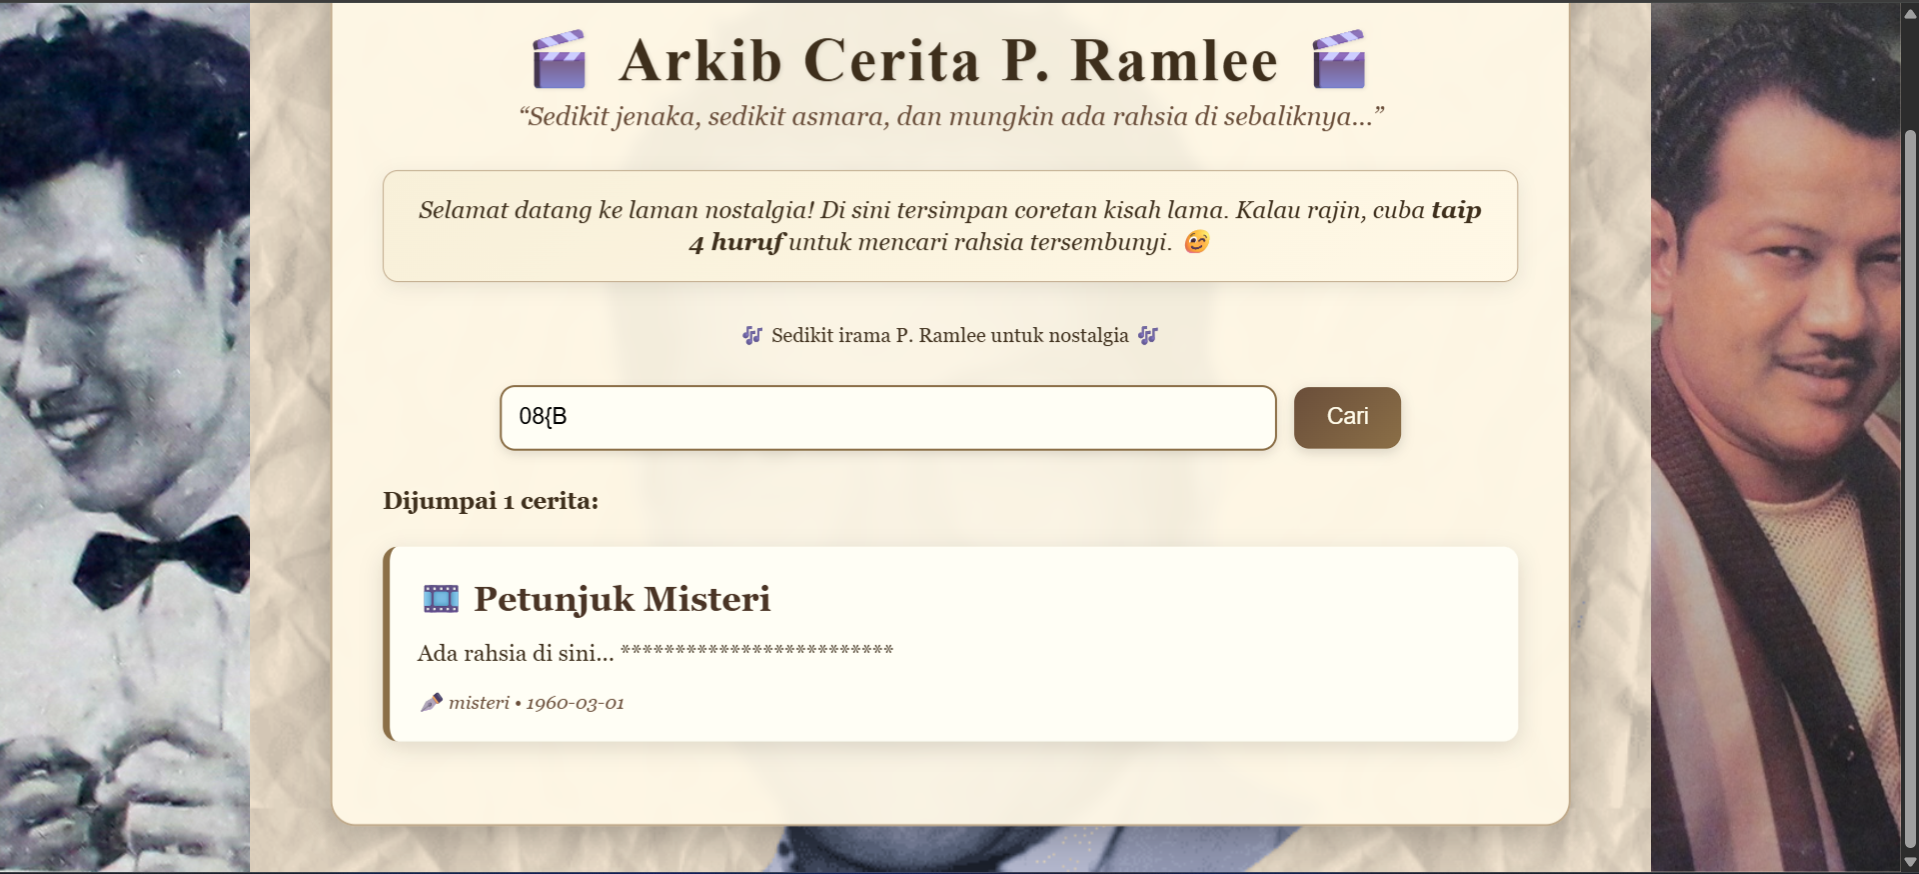 🎬 Arkib Cerita P. Ramlee 🎬
“Sedikit jenaka, sedikit asmara, dan mungkin ada rahsia di sebaliknya...”
Selamat datang ke laman nostalgia! Di sini tersimpan coretan kisah lama. Kalau rajin, cuba taip
4 huruf untuk mencari rahsia tersembunyi. 🥳
🎶 Sedikit irama P. Ramlee untuk nostalgia 🎶
08{B
Cari
Dijumpai 1 cerita:
🎞️ Petunjuk Misteri
Ada rahsia di sini... *************************
🖋️ misteri • 1960-03-01